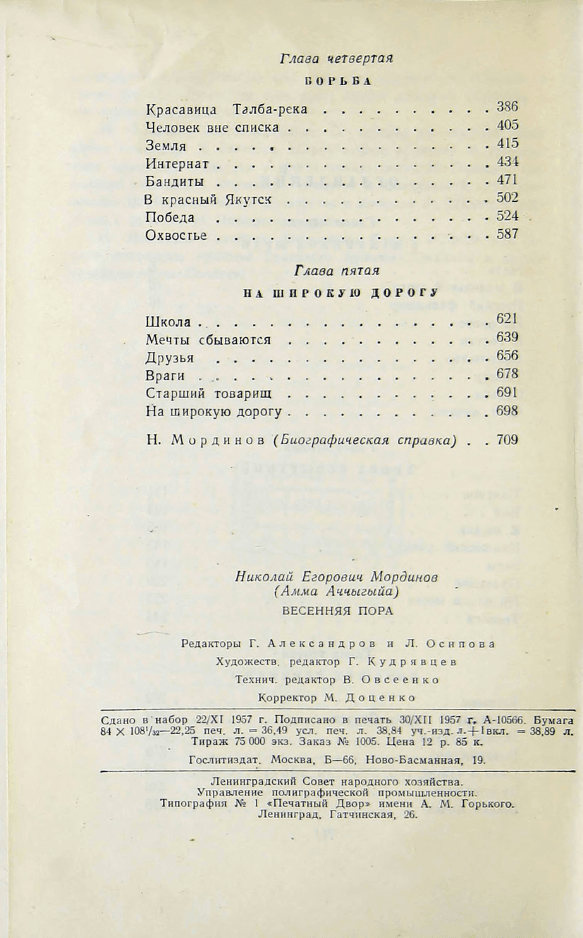 Глава четвертая
БОРЬБА
Красавица Талба-река . . . . . . . . . . 386
Человек вне списка . . . . . . . . . . . . 405
Земля . . . . . . . . . . . . . . . . . 415
Интернат . . . . . . . . . . . . . . . . 434
Бандиты . . . . . . . . . . . . . . . . 471
В красный Якутск . . . . . . . . . . . . 502
Победа . . . . . . . . . . . . . . . . 524
Охвостье . . . . . . . . . . . . . . . . 587
Глава пятая
НА ШИРОКУЮ ДОРОГУ
Школа . . . . . . . . . . . . . . . . . 621
Мечты сбываются . . . . . . . . . . . . 639
Друзья . . . . . . . . . . . . . . . . 656
Враги . . . . . . . . . . . . . . . . . 678
Старший товарищ . . . . . . . . . . . . 691
На широкую дорогу . . . . . . . . . . . . 698
Н. Мординов (Биографическая справка) . . 709
Николай Егорович Мординов
(Амма Аччыгыйа)
ВЕСЕННЯЯ ПОРА
Редакторы Г. Александров и Л. Осипова
Художеств. редактор Г. Кудрявцев
Технич. редактор В. Овсеенко
Корректор М. Доценко
Сдано в набор 22/XI 1957 г. Подписано в печать 30/XII 1957 г. А-10566. Бумага
84 × 108¹/₃₂—22,25 печ. л. = 36,49 усл. печ. л. 38,84 уч.-изд. л.+1 вкл. = 38,89 л.
Тираж 75 000 экз. Заказ № 1005. Цена 12 р. 85 к.
Гослитиздат. Москва, Б—66, Ново-Басманная, 19.
Ленинградский Совет народного хозяйства.
Управление полиграфической промышленности.
Типография № 1 «Печатный Двор» имени А. М. Горького.
Ленинград, Гатчинская, 26.